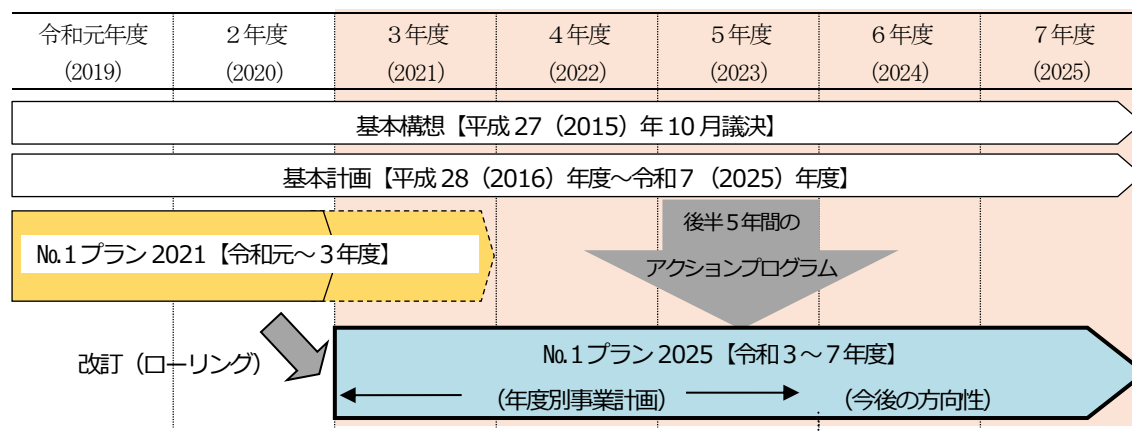 令和元年度 2年度 3年度 4年度 5年度 6年度 7年度
(2019) (2020) (2021) (2022) (2023) (2024) (2025)
基本構想【平成27（2015）年10月議決】
基本計画【平成28（2016）年度～令和7（2025）年度】
後半5年間の
アクションプログラム
№1プラン2021【令和元～3年度】
改訂（ローリング）
№1プラン2025【令和3～7年度】
（年度別事業計画） （今後の方向性）